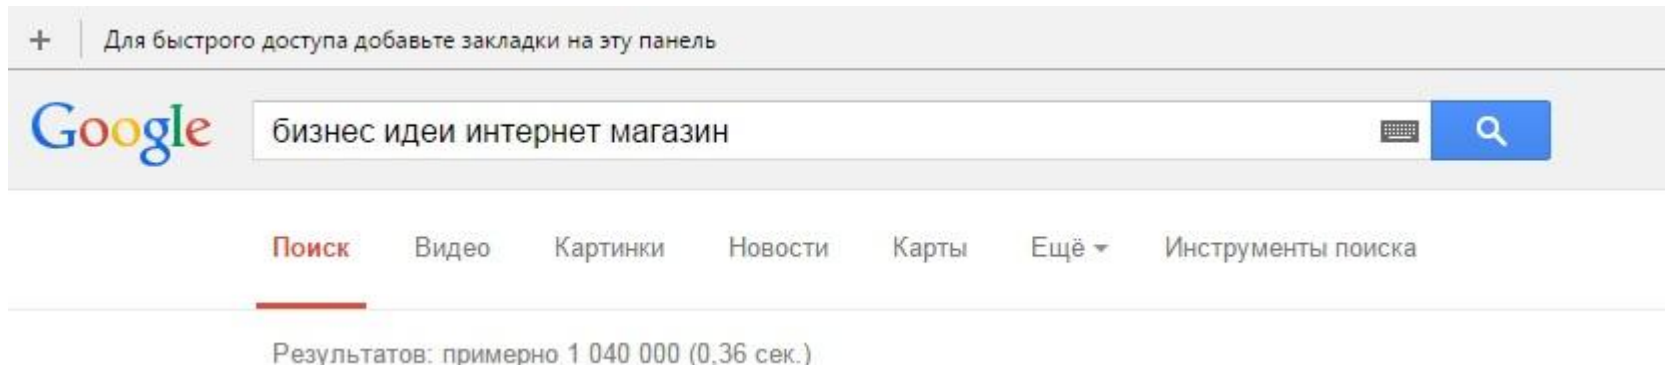 + Для быстрого доступа добавьте закладки на эту панель
Google бизнес идеи интернет магазин
Поиск Видео Картинки Новости Карты Ещё Инструменты поиска
Результатов: примерно 1 040 000 (0,36 сек.)